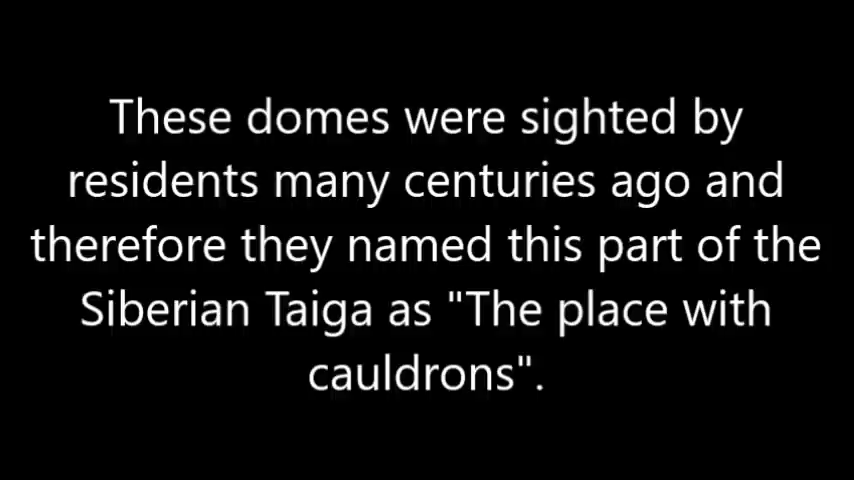 These domes were sighted by
residents many centuries ago and
therefore they named this part of the
Siberian Taiga as "The place with
cauldrons".